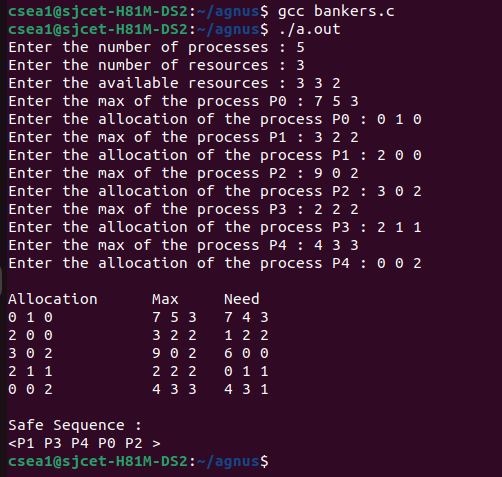 csea1@sjcet-H81M-DS2:~/agnus$ gcc bankers.c
csea1@sjcet-H81M-DS2:~/agnus$ ./a.out
Enter the number of processes : 5
Enter the number of resources : 3
Enter the available resources : 3 3 2
Enter the max of the process P0 : 7 5 3
Enter the allocation of the process P0 : 0 1 0
Enter the max of the process P1 : 3 2 2
Enter the allocation of the process P1 : 2 0 0
Enter the max of the process P2 : 9 0 2
Enter the allocation of the process P2 : 3 0 2
Enter the max of the process P3 : 2 2 2
Enter the allocation of the process P3 : 2 1 1
Enter the max of the process P4 : 4 3 3
Enter the allocation of the process P4 : 0 0 2

Allocation      Max     Need
0 1 0           7 5 3   7 4 3
2 0 0           3 2 2   1 2 2
3 0 2           9 0 2   6 0 0
2 1 1           2 2 2   0 1 1
0 0 2           4 3 3   4 3 1

Safe Sequence :
<P1 P3 P4 P0 P2 >
csea1@sjcet-H81M-DS2:~/agnus$